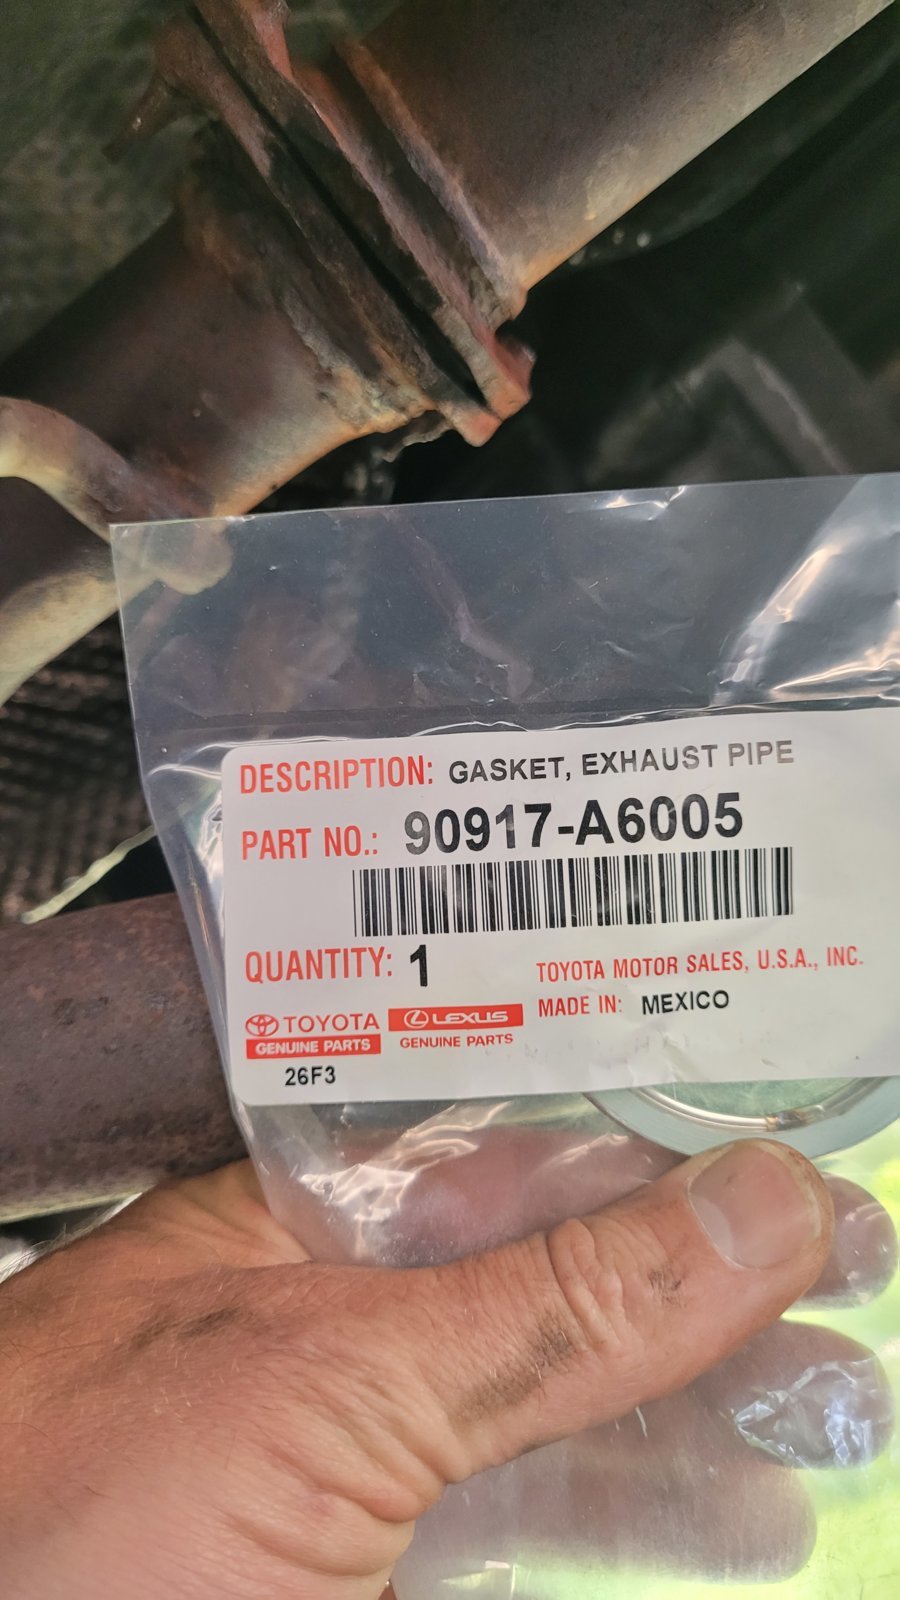 DESCRIPTION: GASKET, EXHAUST PIPE
PART NO.: 90917-A6005
QUANTITY: 1
TOYOTA MOTOR SALES, U.S.A., INC.
MADE IN: MEXICO
TOYOTA
GENUINE PARTS
LEXUS
GENUINE PARTS
26F3